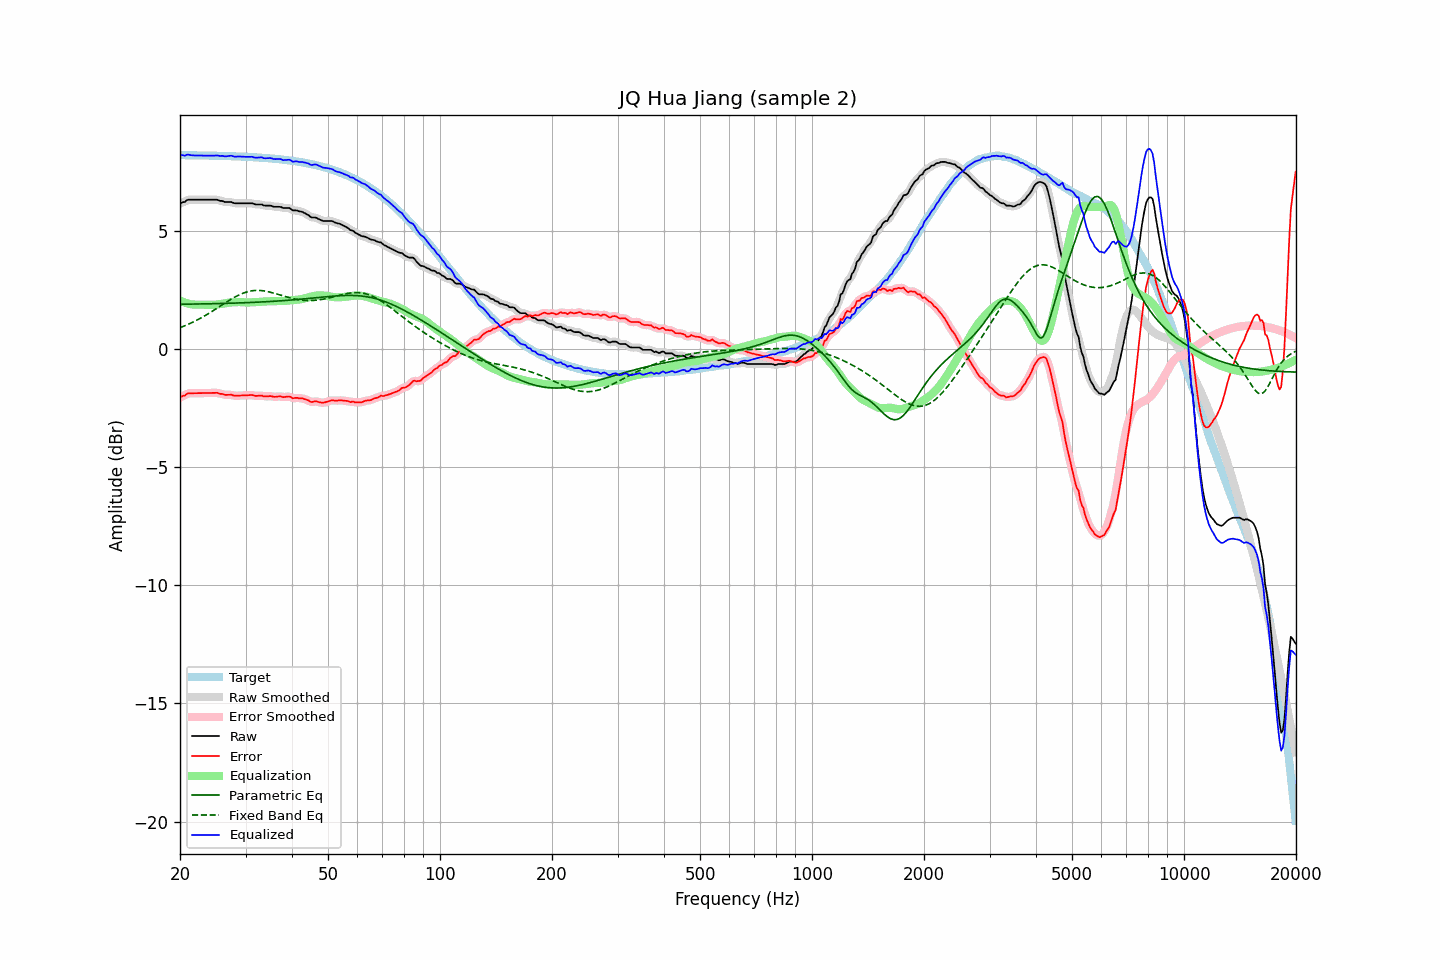 JQ Hua Jiang (sample 2)
Amplitude (dBr)
5
0
−5
−10
−15
−20
Target
Raw Smoothed
Error Smoothed
Raw
Error
Equalization
Parametric Eq
Fixed Band Eq
Equalized
20 50 100 200 500 1000 2000 5000 10000 20000
Frequency (Hz)